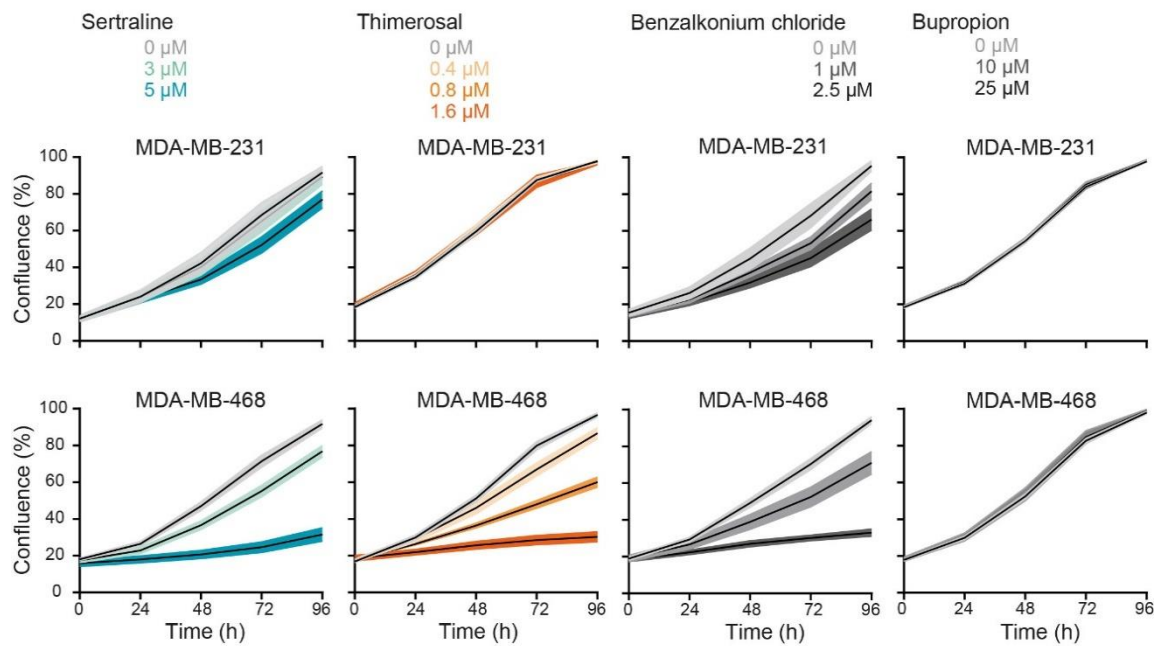 Sertraline
0 µM
3 µM
5 µM
Thimerosal
0 µM
0.4 µM
0.8 µM
1.6 µM
Benzalkonium chloride
0 µM
1 µM
2.5 µM
Bupropion
0 µM
10 µM
25 µM
MDA-MB-231
MDA-MB-231
MDA-MB-231
MDA-MB-231
Confluence (%)
100
80
60
40
20
0
MDA-MB-468
MDA-MB-468
MDA-MB-468
MDA-MB-468
Confluence (%)
100
80
60
40
20
0
0 24 48 72 96
0 24 48 72 96
0 24 48 72 96
0 24 48 72 96
Time (h)
Time (h)
Time (h)
Time (h)